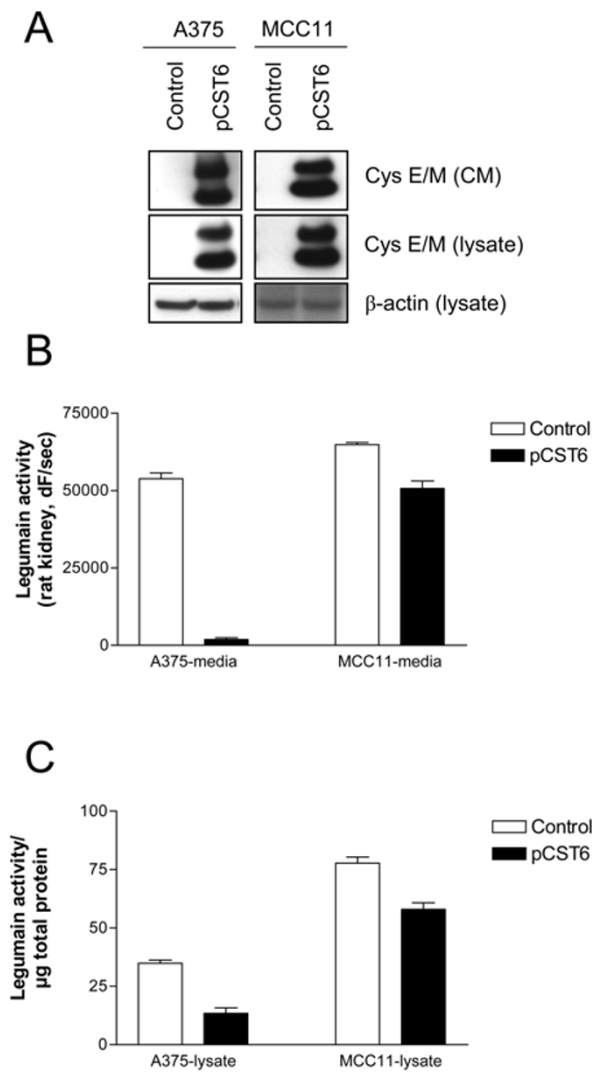 A
A375 MCC11
Control pCST6 Control pCST6
Cys E/M (CM)
Cys E/M (lysate)
β-actin (lysate)
B
Legumain activity
(rat kidney, dF/sec)
75000
50000
25000
0
A375-media MCC11-media
Control
pCST6
C
Legumain activity/
µg total protein
100
75
50
25
0
A375-lysate MCC11-lysate
Control
pCST6